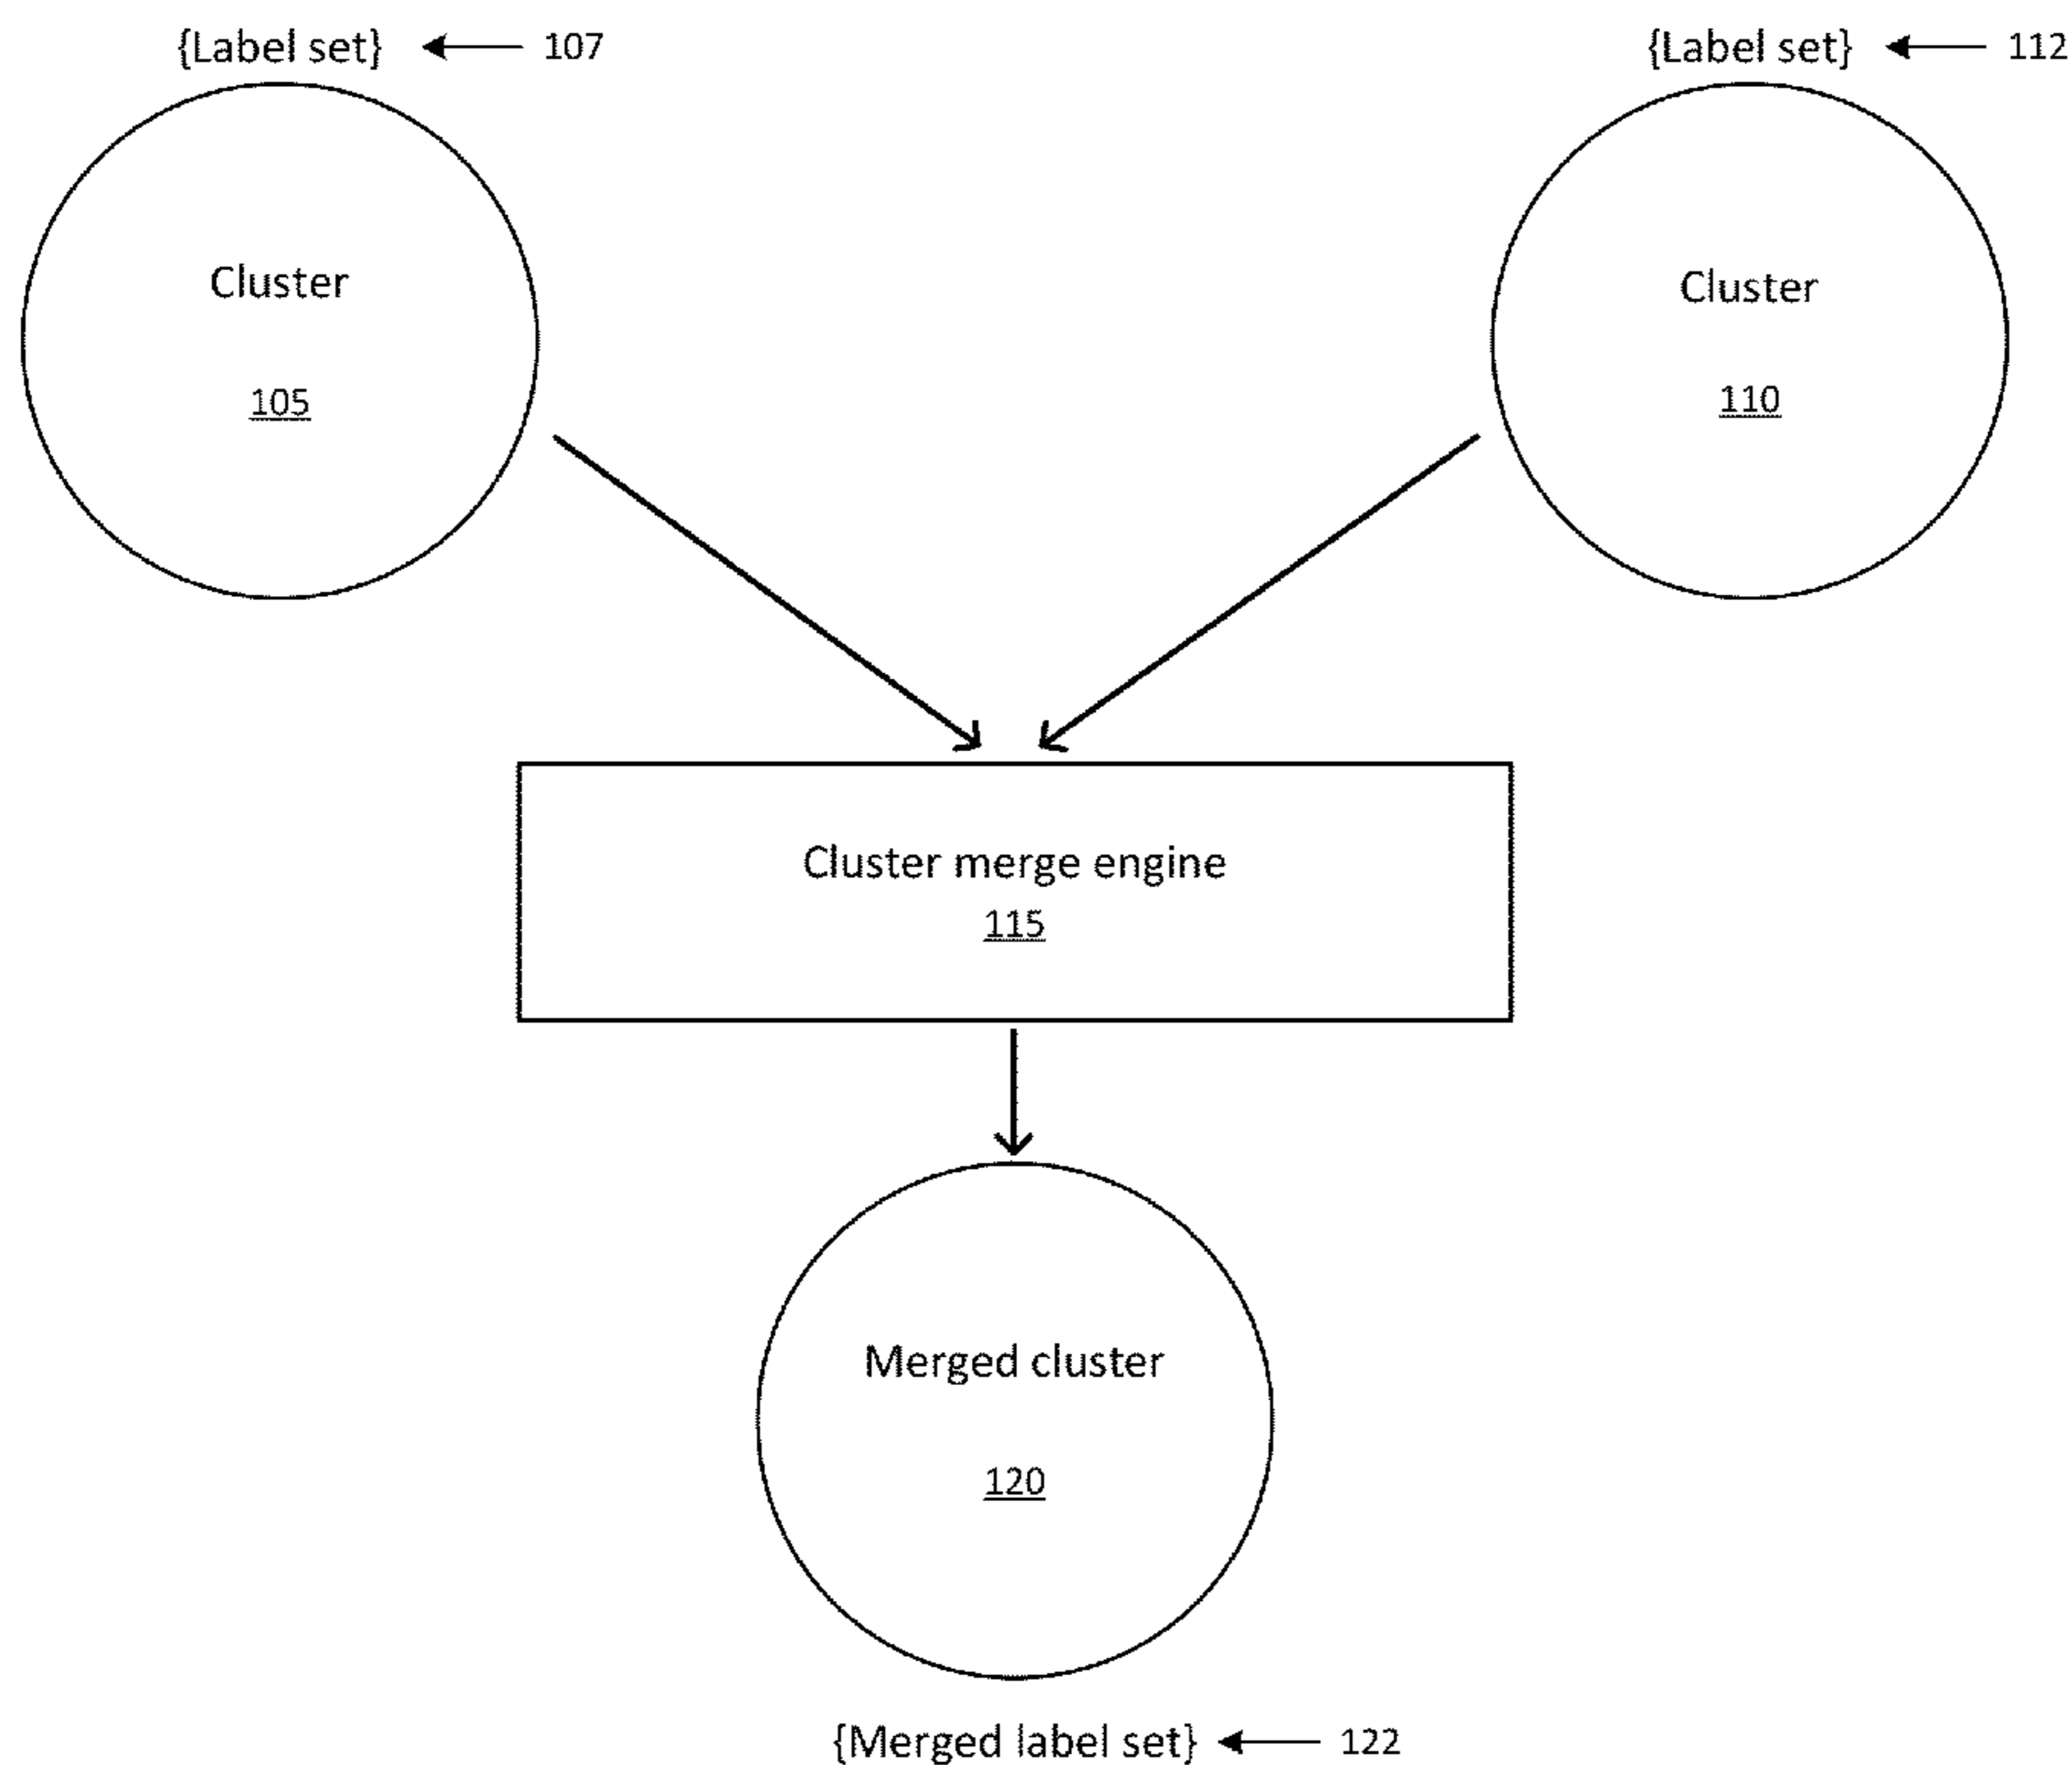 {Label set} 107
{Label set} 112
Cluster
105
Cluster
110
Cluster merge engine
115
Merged cluster
120
{Merged label set} 122